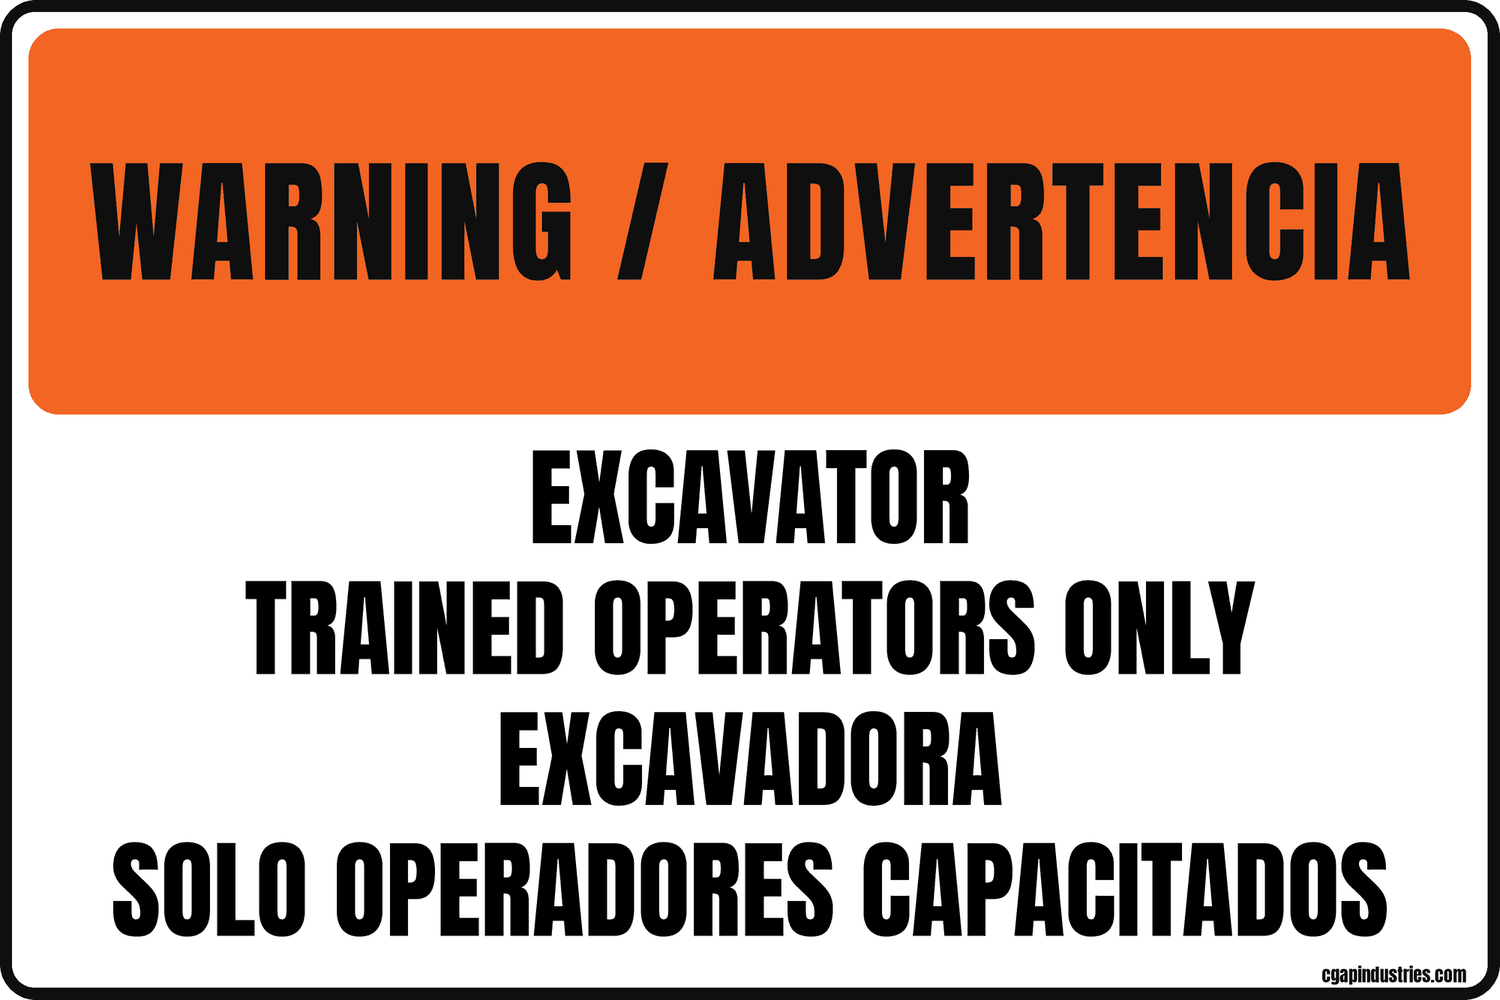 WARNING / ADVERTENCIA
EXCAVATOR
TRAINED OPERATORS ONLY
EXCAVADORA
SOLO OPERADORES CAPACITADOS
cgapindustries.com